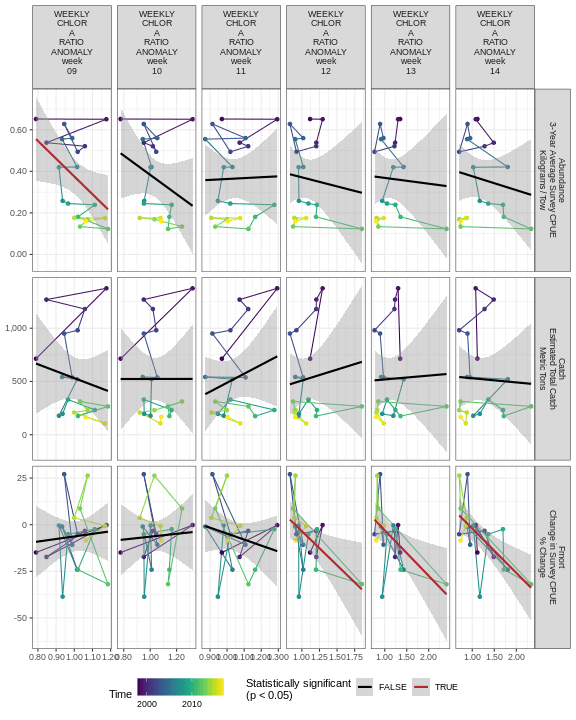 WEEKLY
CHLOR
A
RATIO
ANOMALY
week
09
WEEKLY
CHLOR
A
RATIO
ANOMALY
week
10
WEEKLY
CHLOR
A
RATIO
ANOMALY
week
11
WEEKLY
CHLOR
A
RATIO
ANOMALY
week
12
WEEKLY
CHLOR
A
RATIO
ANOMALY
week
13
WEEKLY
CHLOR
A
RATIO
ANOMALY
week
14
0.60
0.40
0.20
0.00
Abundance
3-Year Average Survey CPUE
Kilograms / Tow
1,000
500
0
Catch
Estimated Total Catch
Metric Tons
25
0
-25
-50
Fmort
Change in Survey CPUE
% Change
0.80 0.90 1.00 1.10 1.20
0.80 1.00 1.20
0.900 1.000 1.100 1.200 1.300
1.00 1.25 1.50 1.75
1.00 1.50 2.00
1.00 1.50 2.00
Time
2000 2010
Statistically significant
(p < 0.05)
FALSE
TRUE